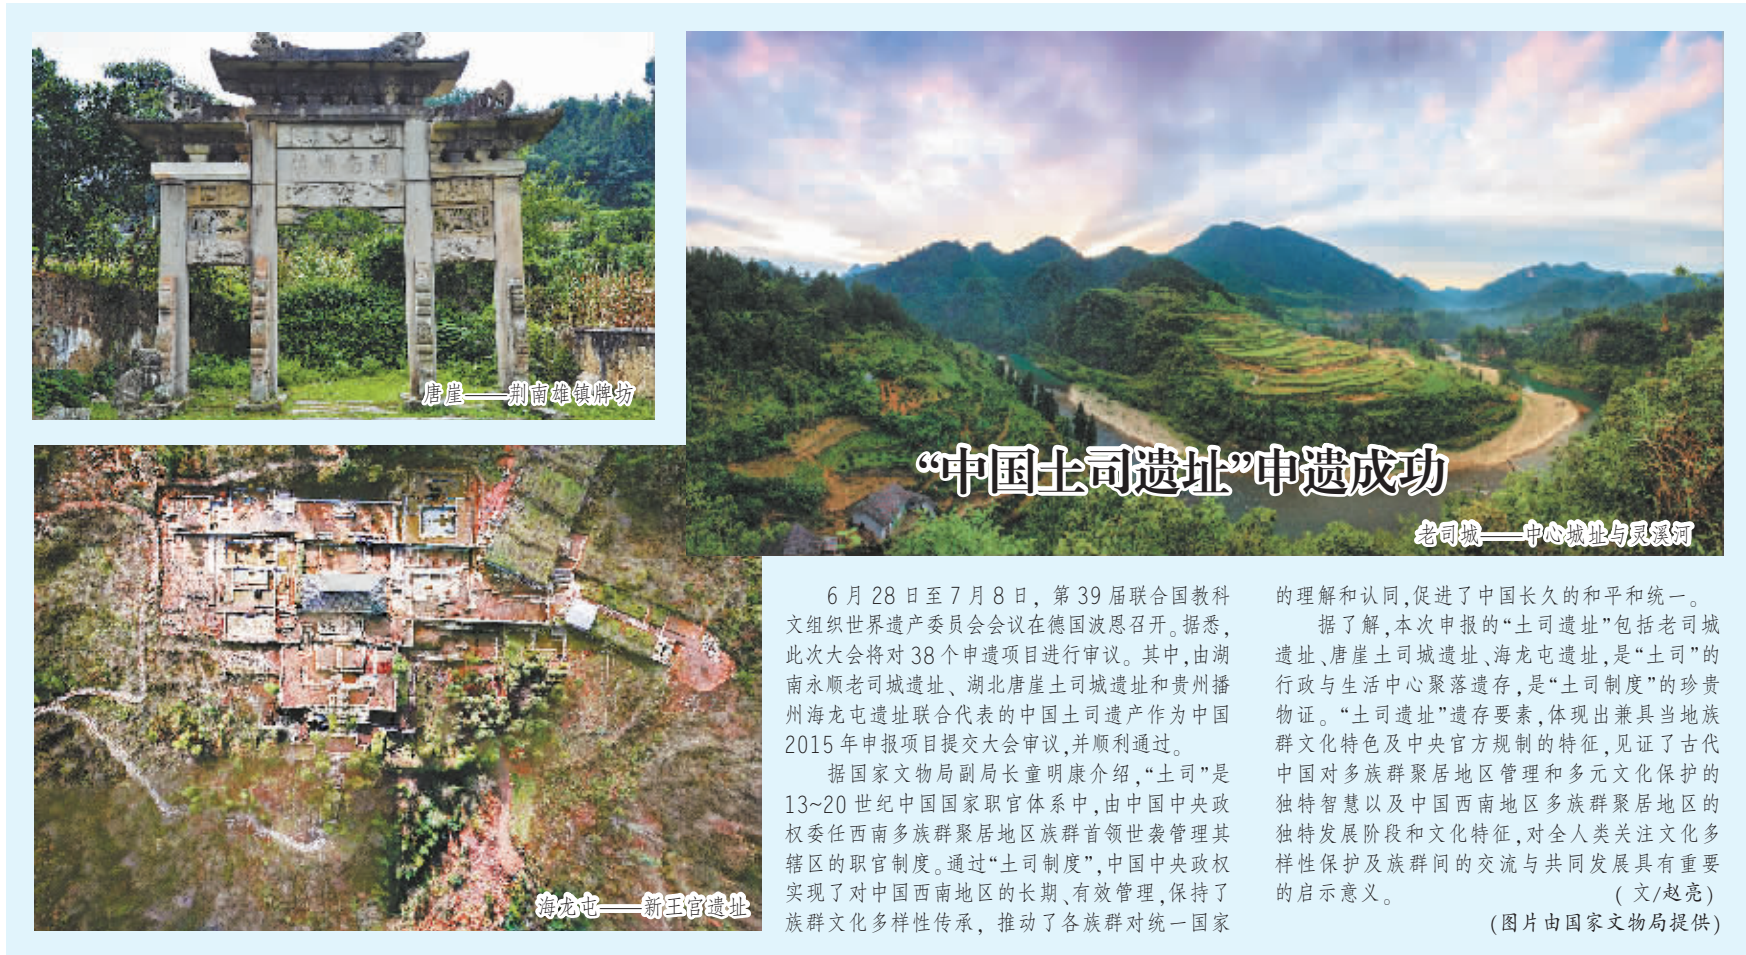 唐崖——荆南雄镇牌坊
“中国土司遗址”申遗成功
老司城——中心城址与灵溪河
海龙屯——新王宫遗址
6月28日至7月8日，第39届联合国教科
文组织世界遗产委员会会议在德国波恩召开。据悉，
此次大会将对38个申遗项目进行审议。其中，由湖
南永顺老司城遗址、湖北唐崖土司城遗址和贵州播
州海龙屯遗址联合代表的中国土司遗产作为中国
2015年申报项目提交大会审议，并顺利通过。
据国家文物局副局长童明康介绍，“土司”是
13~20世纪中国国家职官体系中，由中国中央政
权委任西南多族群聚居地区族群首领世袭管理其
辖区的职官制度。通过“土司制度”，中国中央政权
实现了对中国西南地区的长期、有效管理，保持了
族群文化多样性传承，推动了各族群对统一国家
的理解和认同，促进了中国长久的和平和统一。
据了解，本次申报的“土司遗址”包括老司城
遗址、唐崖土司城遗址、海龙屯遗址，是“土司”的
行政与生活中心聚落遗存，是“土司制度”的珍贵
物证。“土司遗址”遗存要素，体现出兼具当地族
群文化特色及中央官方规制的特征，见证了古代
中国对多族群聚居地区管理和多元文化保护的
独特智慧以及中国西南地区多族群聚居地区的
独特发展阶段和文化特征，对全人类关注文化多
样性保护及族群间的交流与共同发展具有重要
的启示意义。（文/赵亮）
（图片由国家文物局提供）